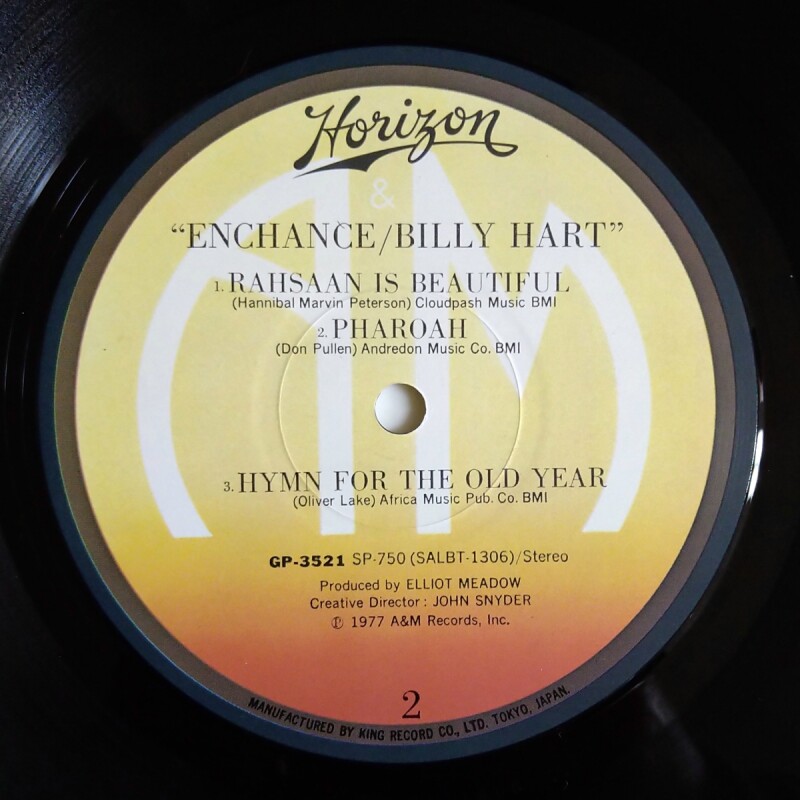 Horizon
&
AM
"ENCHANCE/BILLY HART"
1. RAHSAAN IS BEAUTIFUL
(Hannibal Marvin Peterson) Cloudpash Music BMI
2. PHAROAH
(Don Pullen) Andredon Music Co. BMI
3. HYMN FOR THE OLD YEAR
(Oliver Lake) Africa Music Pub. Co. BMI
GP-3521 SP-750 (SALBT-1306)/Stereo
Produced by ELLIOT MEADOW
Creative Director : JOHN SNYDER
℗ 1977 A&M Records, Inc.
2
MANUFACTURED BY KING RECORD CO., LTD. TOKYO, JAPAN.